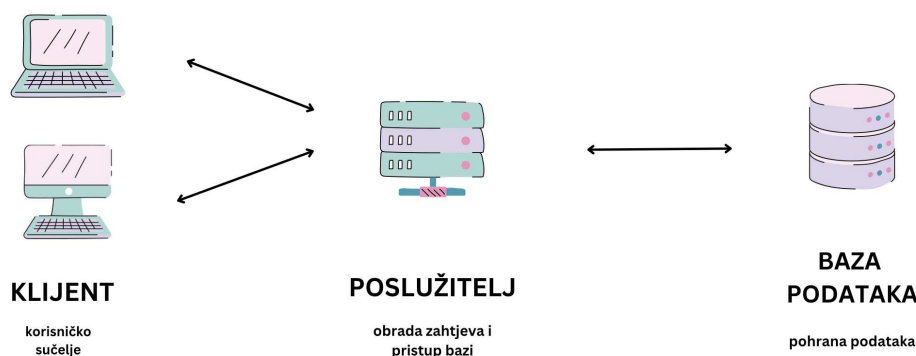 KLIJENT
korisničko
sučelje
POSLUŽITELJ
obrada zahtjeva i
pristup bazi
BAZA
PODATAKA
pohrana podataka